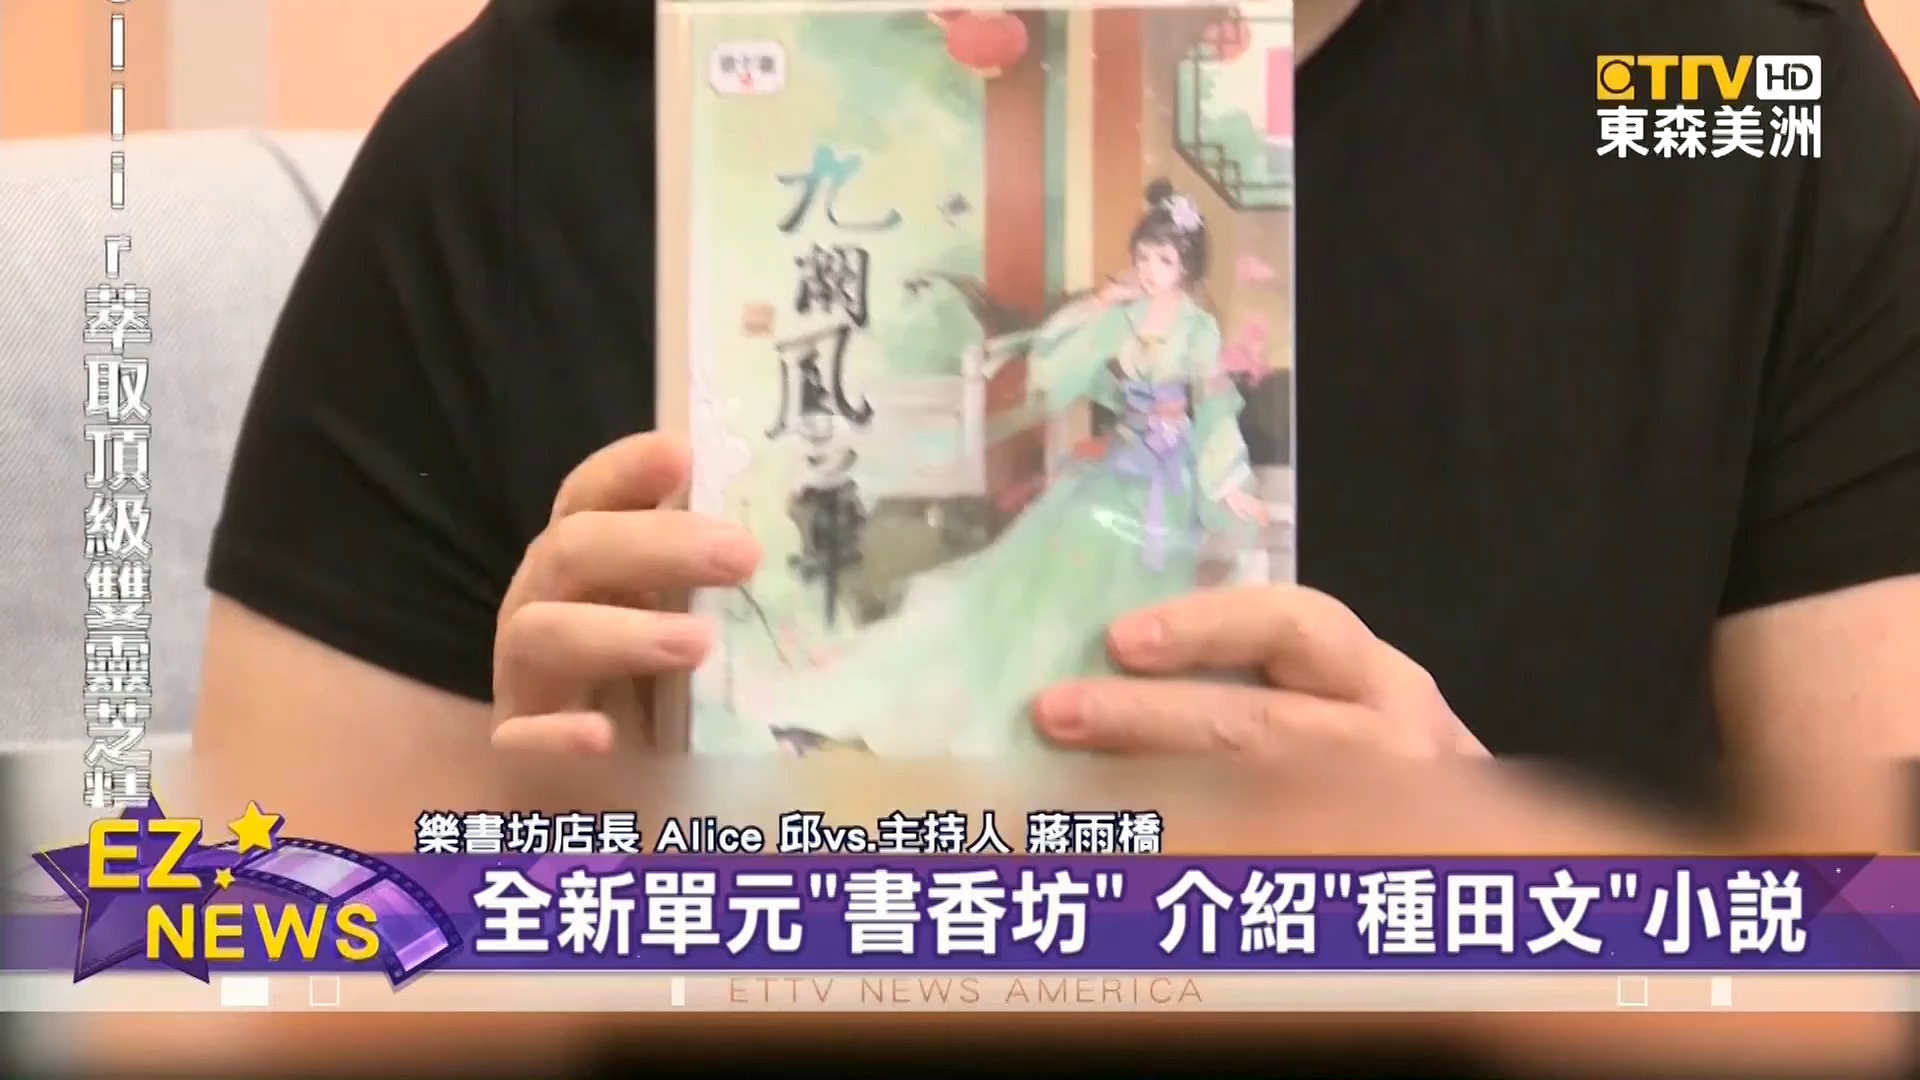 ETTV HD
東森美洲
「萃取頂級雙靈芝精
九闕鳳華
樂書坊店長 Alice 邱vs.主持人 蔣雨橋
EZ NEWS
全新單元"書香坊" 介紹"種田文"小說
ETTV NEWS AMERICA